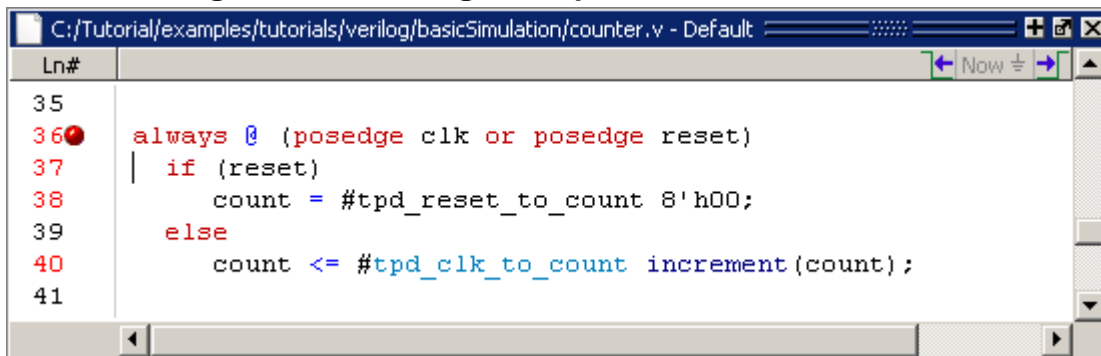 C:/Tutorial/examples/tutorials/verilog/basicSimulation/counter.v - Default
Ln#
Now
35
36 always @ (posedge clk or posedge reset)
37 if (reset)
38 count = #tpd_reset_to_count 8'h00;
39 else
40 count <= #tpd_clk_to_count increment(count);
41